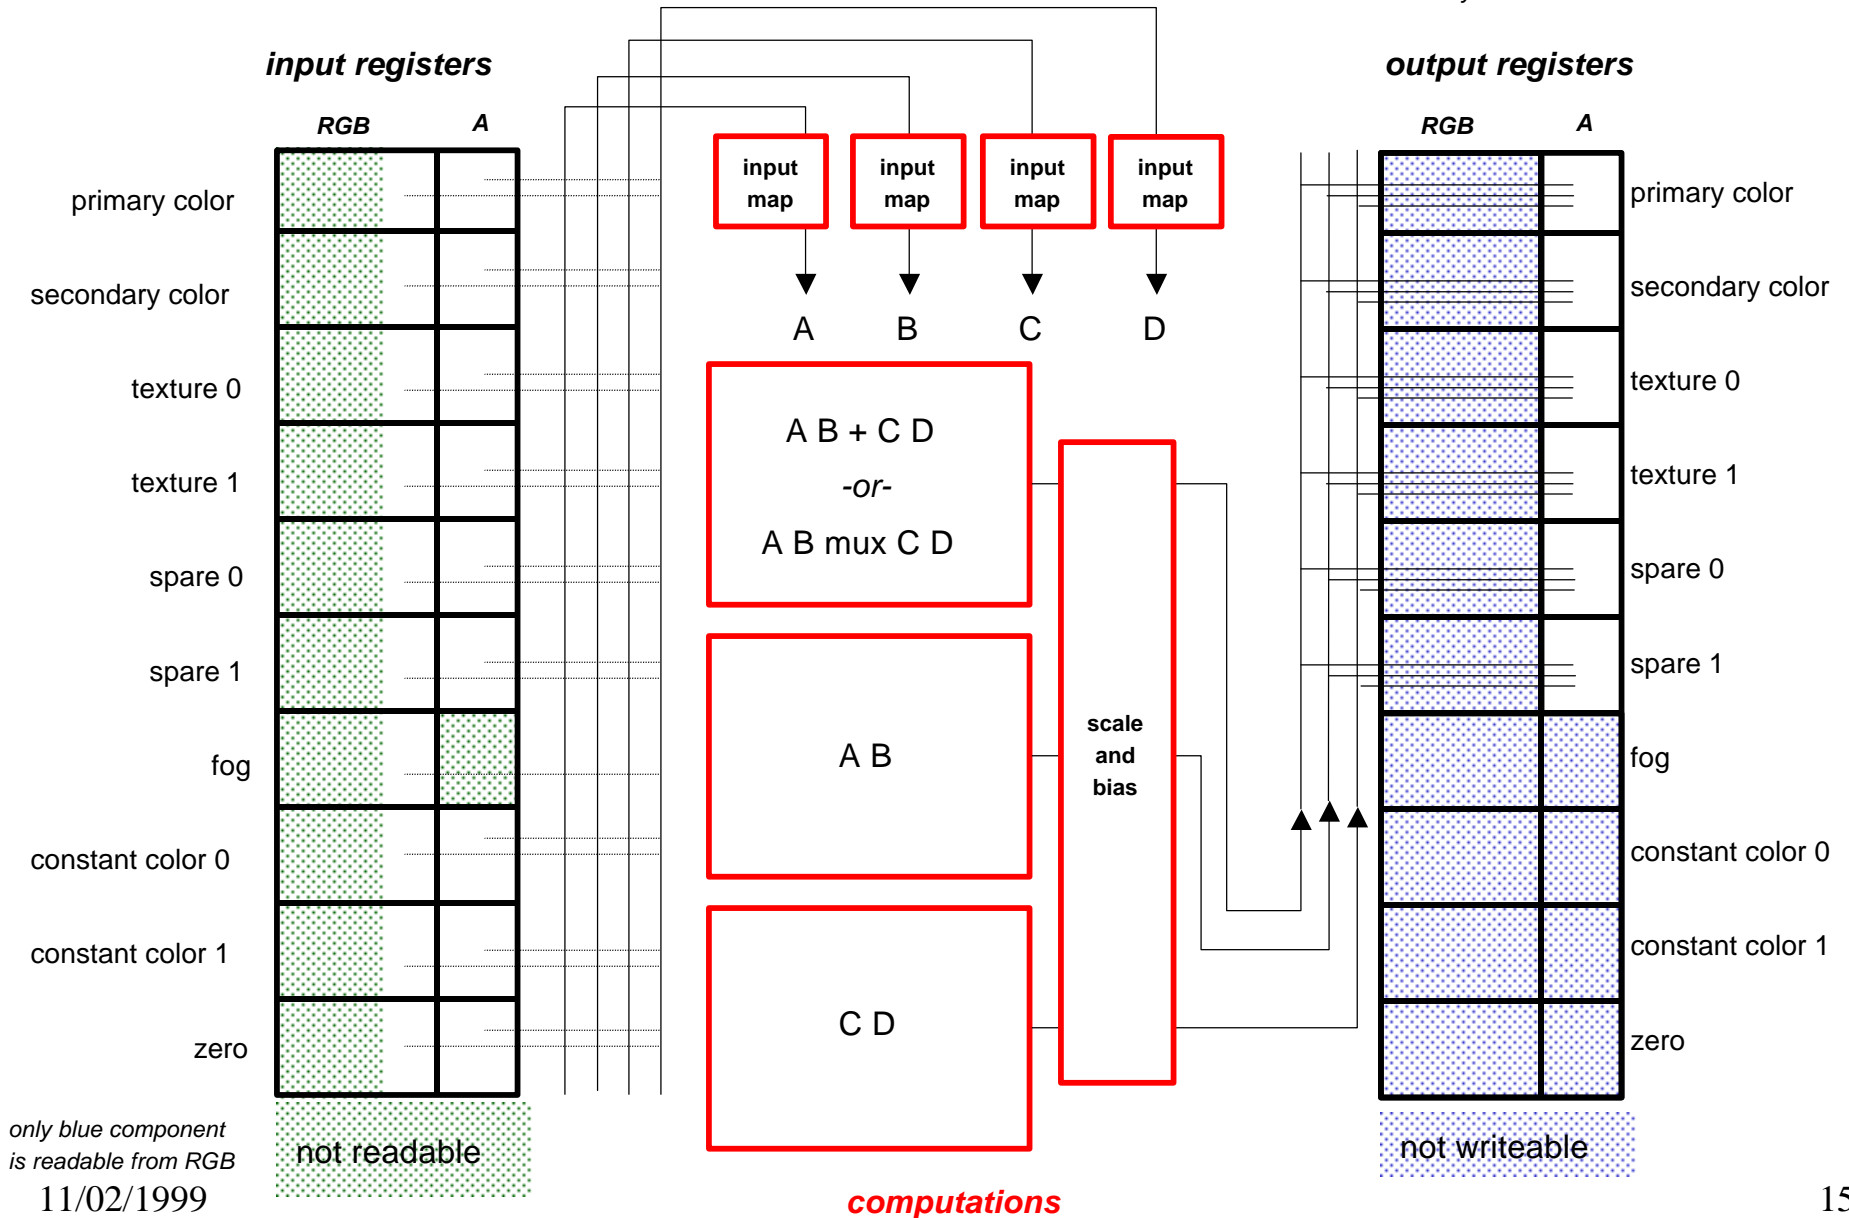 input registers
output registers
RGB
A
RGB
A
input map
input map
input map
input map
primary color
secondary color
texture 0
texture 1
spare 0
spare 1
fog
constant color 0
constant color 1
zero
A
B
C
D
A B + C D
-or-
A B mux C D
A B
C D
scale
and
bias
primary color
secondary color
texture 0
texture 1
spare 0
spare 1
fog
constant color 0
constant color 1
zero
only blue component
is readable from RGB
not readable
not writeable
11/02/1999
computations
15